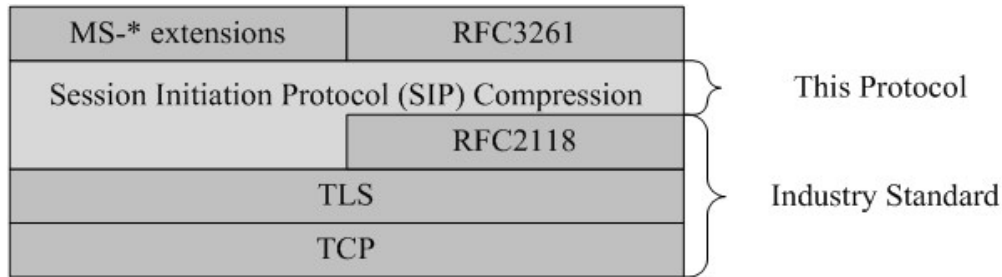 MS-* extensions
RFC3261
Session Initiation Protocol (SIP) Compression
This Protocol
RFC2118
TLS
Industry Standard
TCP